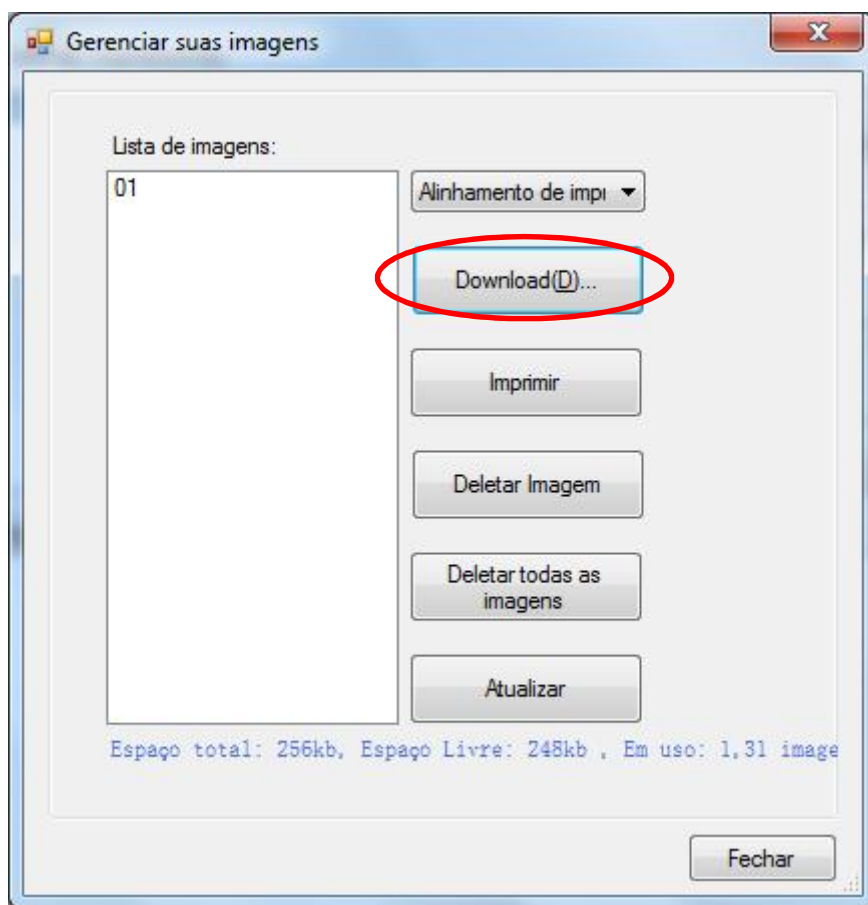 Gerenciar suas imagens
Lista de imagens:
01
Alinhamento de impr
Download(D)...
Imprimir
Deletar Imagem
Deletar todas as
imagens
Atualizar
Espaço total: 256kb, Espaço Livre: 248kb , Em uso: 1,31 image
Fechar